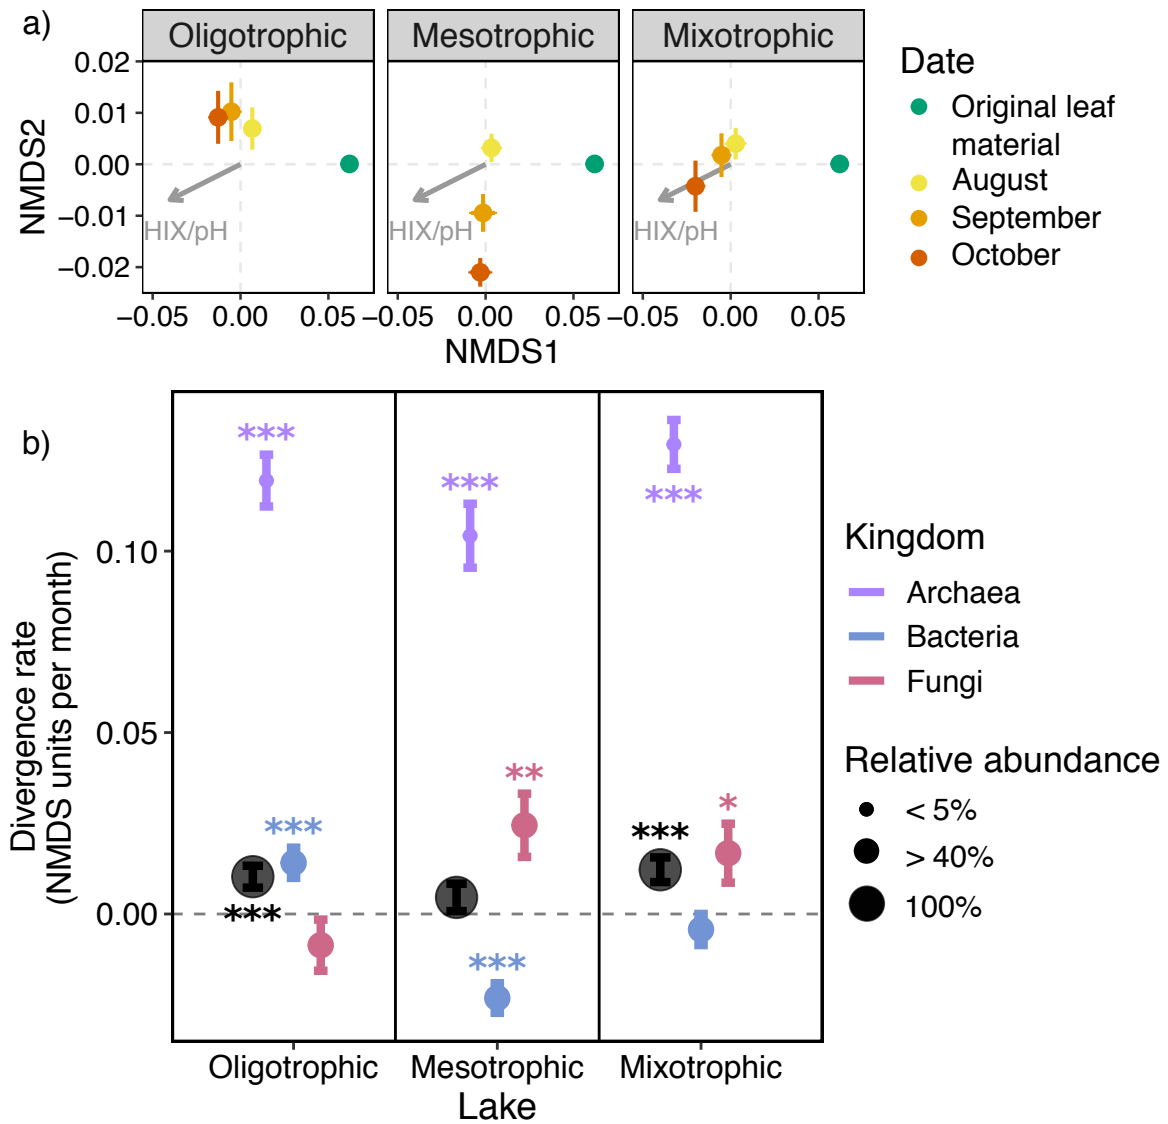 a)
Oligotrophic
Mesotrophic
Mixotrophic
NMDS2
0.02
0.01
0.00
−0.01
−0.02
HIX/pH
HIX/pH
HIX/pH
−0.05 0.00 0.05
−0.05 0.00 0.05
−0.05 0.00 0.05
NMDS1
Date
Original leaf
material
August
September
October
b)
Divergence rate
(NMDS units per month)
0.10
0.05
0.00
***
***
***
***
***
**
***
***
*
Oligotrophic
Mesotrophic
Mixotrophic
Lake
Kingdom
Archaea
Bacteria
Fungi
Relative abundance
< 5%
> 40%
100%